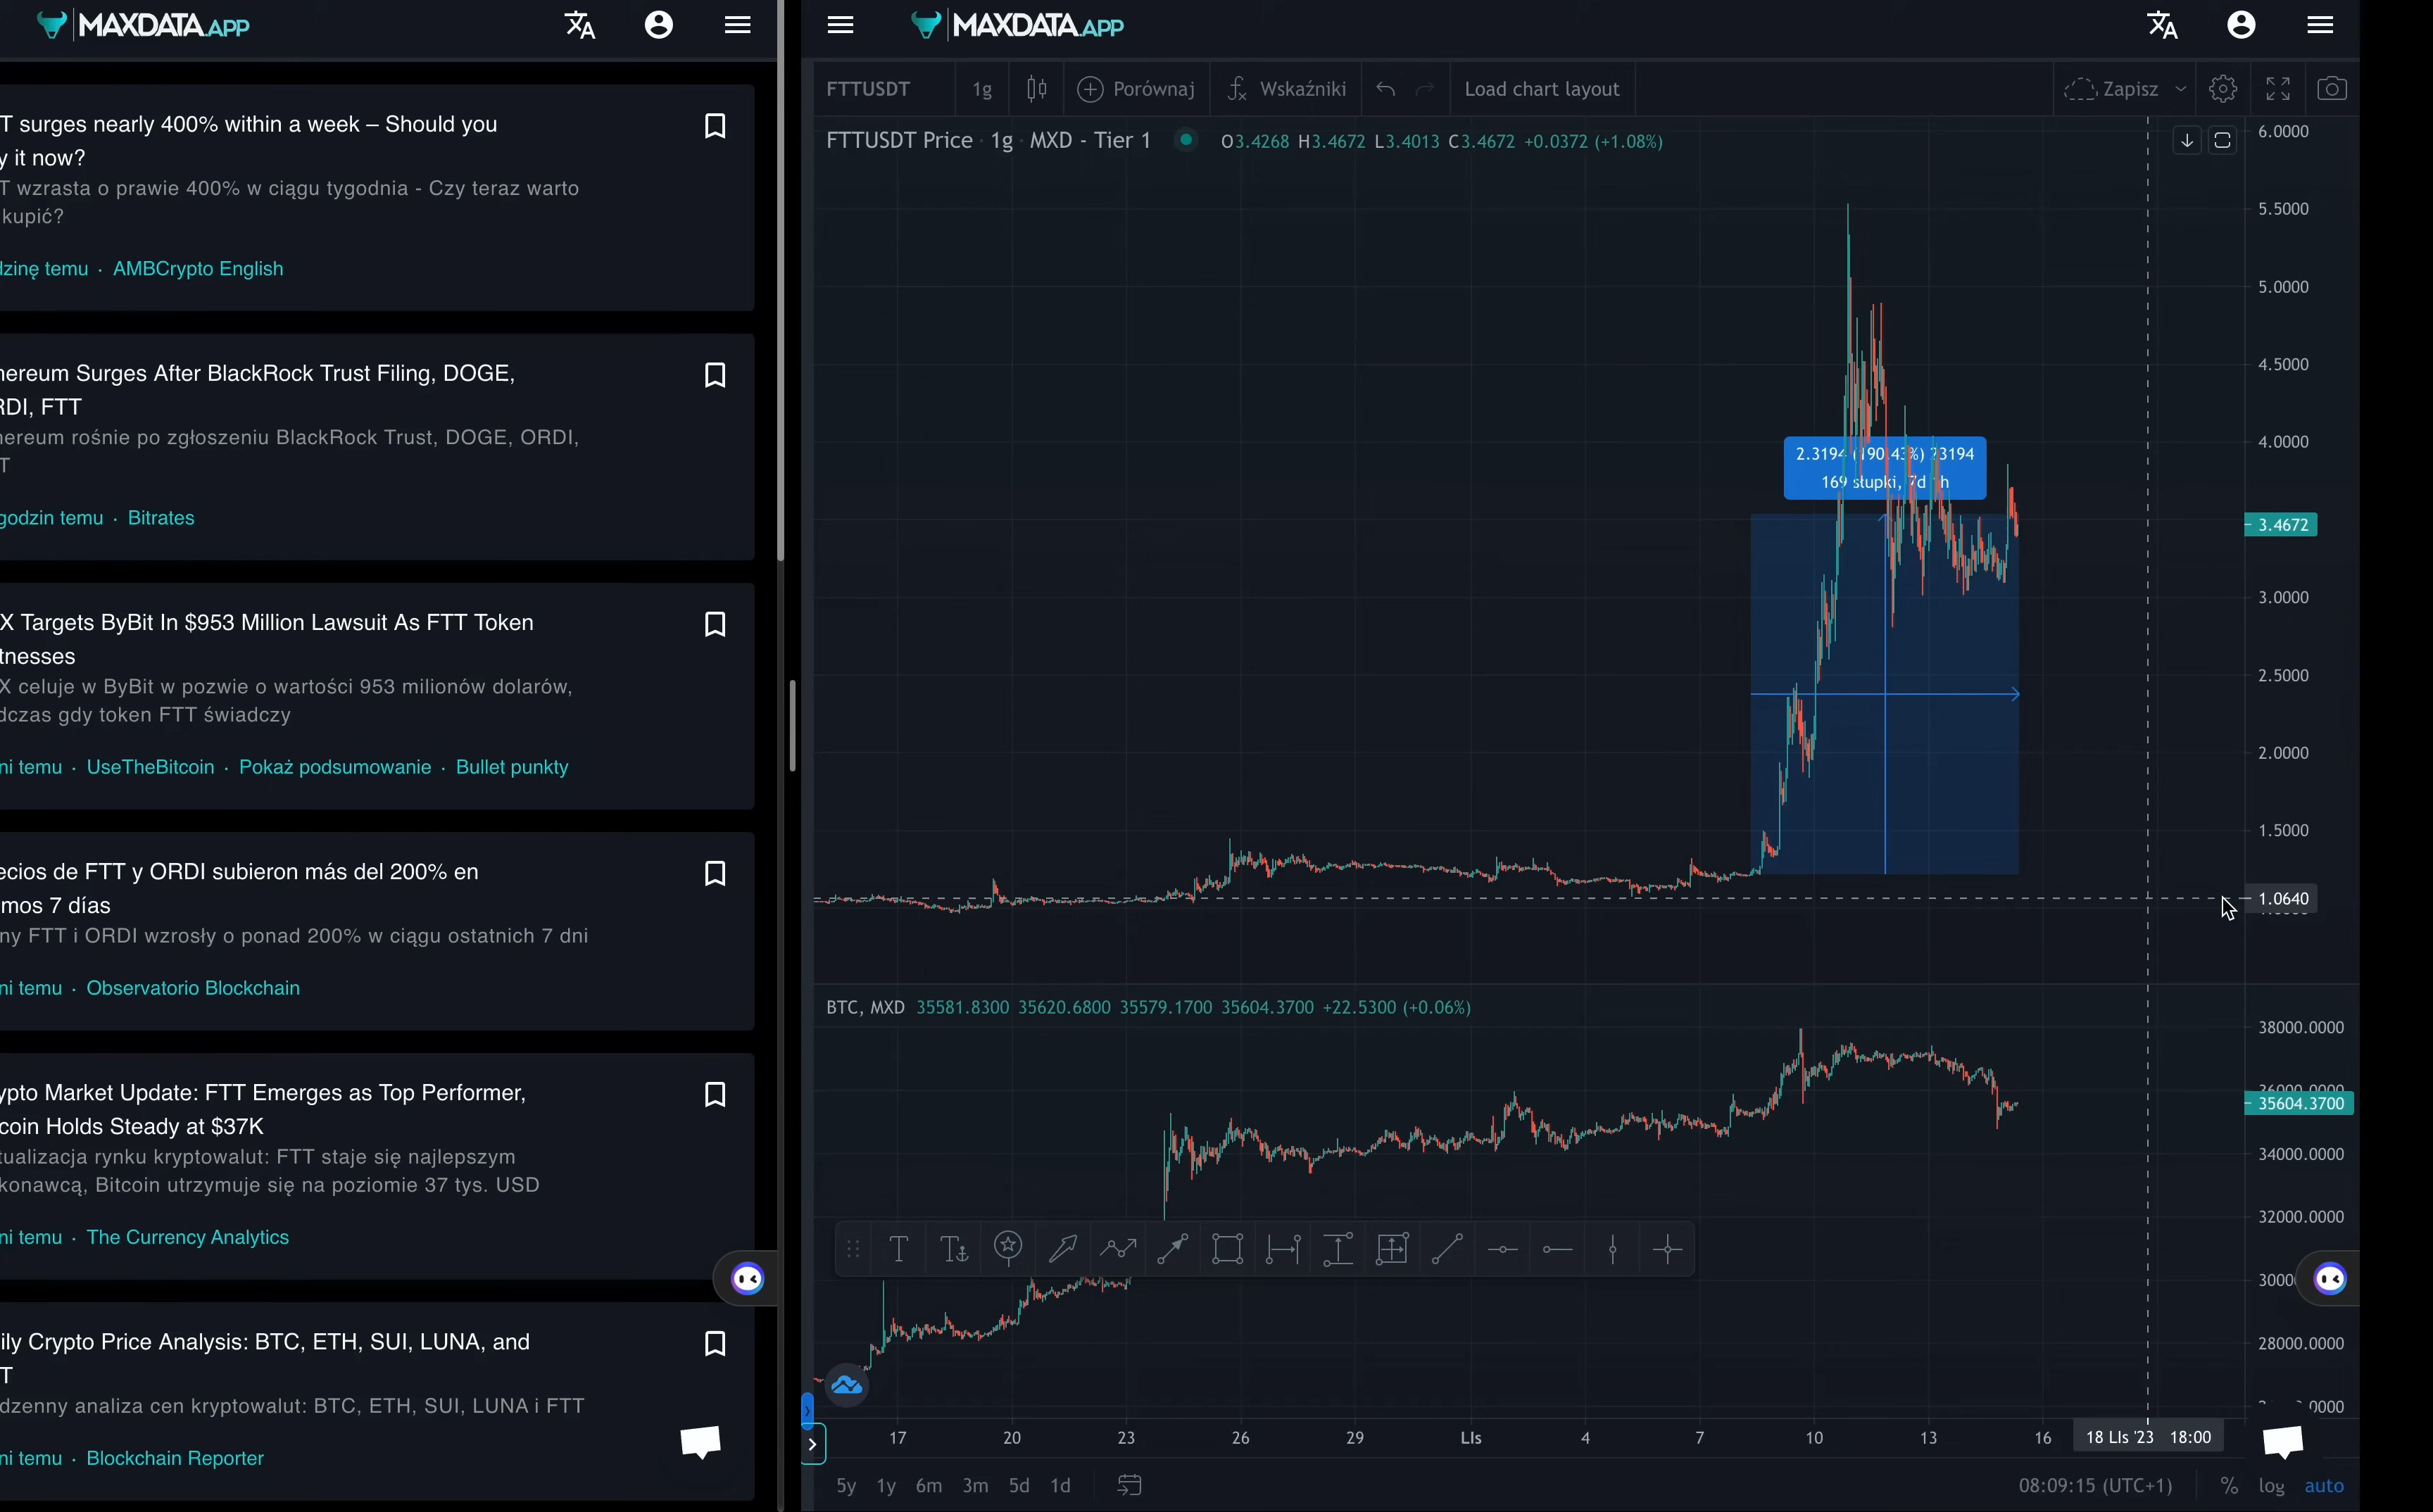 MAXDATA.APP
T surges nearly 400% within a week – Should you
y it now?
T wzrasta o prawie 400% w ciągu tygodnia - Czy teraz warto
kupić?
dzinę temu · AMBCrypto English
hereum Surges After BlackRock Trust Filing, DOGE,
RDI, FTT
hereum rośnie po zgłoszeniu BlackRock Trust, DOGE, ORDI,
T
godzin temu · Bitrates
X Targets ByBit In $953 Million Lawsuit As FTT Token
tnesses
X celuje w ByBit w pozwie o wartości 953 milionów dolarów,
dczas gdy token FTT świadczy
ni temu · UseTheBitcoin · Pokaż podsumowanie · Bullet punkty
ecios de FTT y ORDI subieron más del 200% en
mos 7 días
ny FTT i ORDI wzrosły o ponad 200% w ciągu ostatnich 7 dni
ni temu · Observatorio Blockchain
ypto Market Update: FTT Emerges as Top Performer,
coin Holds Steady at $37K
tualizacja rynku kryptowalut: FTT staje się najlepszym
konawcą, Bitcoin utrzymuje się na poziomie 37 tys. USD
ni temu · The Currency Analytics
ily Crypto Price Analysis: BTC, ETH, SUI, LUNA, and
T
dzenny analiza cen kryptowalut: BTC, ETH, SUI, LUNA i FTT
ni temu · Blockchain Reporter
MAXDATA.APP
FTTUSDT 1g Porównaj Wskaźniki Load chart layout Zapisz
FTTUSDT Price · 1g · MXD - Tier 1 O3.4268 H3.4672 L3.4013 C3.4672 +0.0372 (+1.08%)
6.0000
5.5000
5.0000
4.5000
4.0000
2.3194 (190.43%) 23194
169 słupki, 7d 1h
3.4672
3.0000
2.5000
2.0000
1.5000
1.0640
BTC, MXD 35581.8300 35620.6800 35579.1700 35604.3700 +22.5300 (+0.06%)
38000.0000
36000.0000
35604.3700
34000.0000
32000.0000
3000
28000.0000
17 20 23 26 29 LIs 4 7 10 13 16 18 LIs '23 18:00
5y 1y 6m 3m 5d 1d 08:09:15 (UTC+1) % log auto